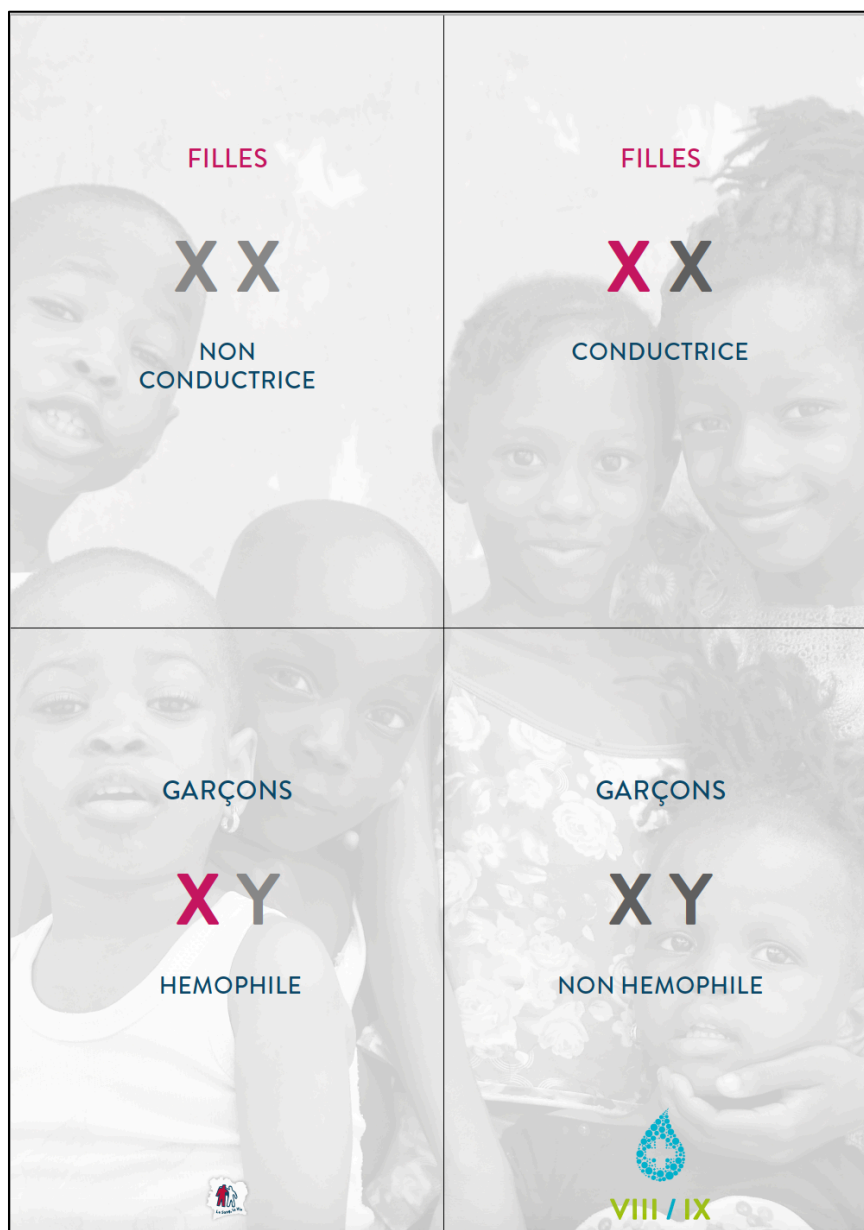 FILLES
X X
NON
CONDUCTRICE
FILLES
X X
CONDUCTRICE
GARÇONS
X Y
HEMOPHILE
GARÇONS
X Y
NON HEMOPHILE
VIII / IX